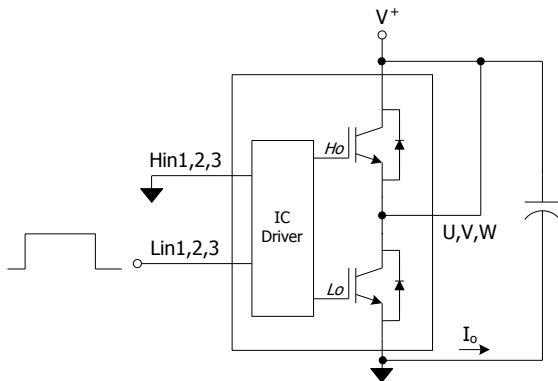 V+
Hin1,2,3
Ho
IC
Driver
U,V,W
Lin1,2,3
Lo
Io